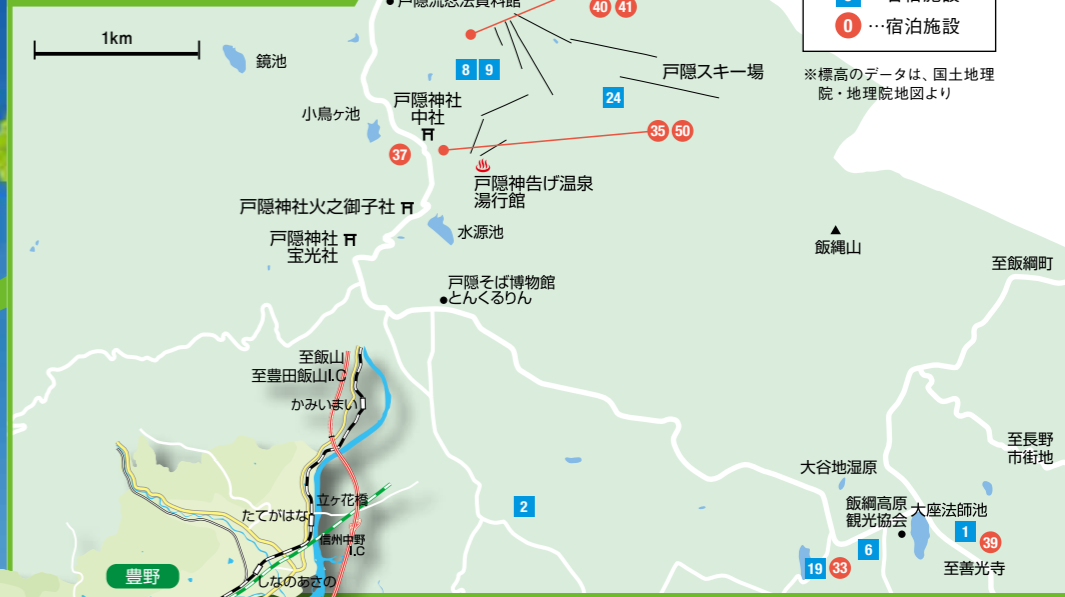 戸隠流忍法資料館
40 41
0 …宿泊施設
1km
鏡池
8 9
戸隠スキー場
※標高のデータは、国土地理
院・地理院地図より
24
戸隠神社
中社
小鳥ヶ池
35 50
37
戸隠神告げ温泉
湯行館
戸隠神社火之御子社
水源池
戸隠神社
宝光社
飯縄山
至飯綱町
戸隠そば博物館
とんくるりん
至飯山
至豊田飯山I.C
かみいまい
至長野
市街地
大谷地湿原
立ヶ花橋
たてがはな
信州中野
I.C
2
飯綱高原
観光協会
大座法師池
1
39
6
至善光寺
19 33
豊野
しなのあさの